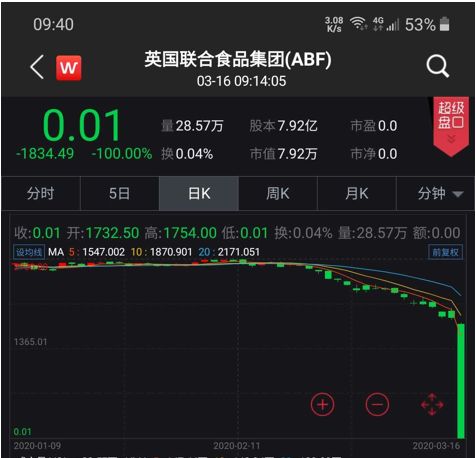 09:40 3.08 K/s 4G 53%
英国联合食品集团(ABF)
W
03-16 09:14:05
0.01 量28.57万 股本7.92亿 市盈0.0 超级盘口
-1834.49 -100.00% 换0.04% 市值7.92万 市净0.0
分时 5日 日K 周K 月K 分钟
收:0.01 开:1732.50 高:1754.00 低:0.01 换:0.04% 量:28.57万 额:0.00
设均线 MA 5:1547.002 10:1870.901 20:2171.051 前复权
1365.01
0.01
2020-01-09 2020-02-11 2020-03-16